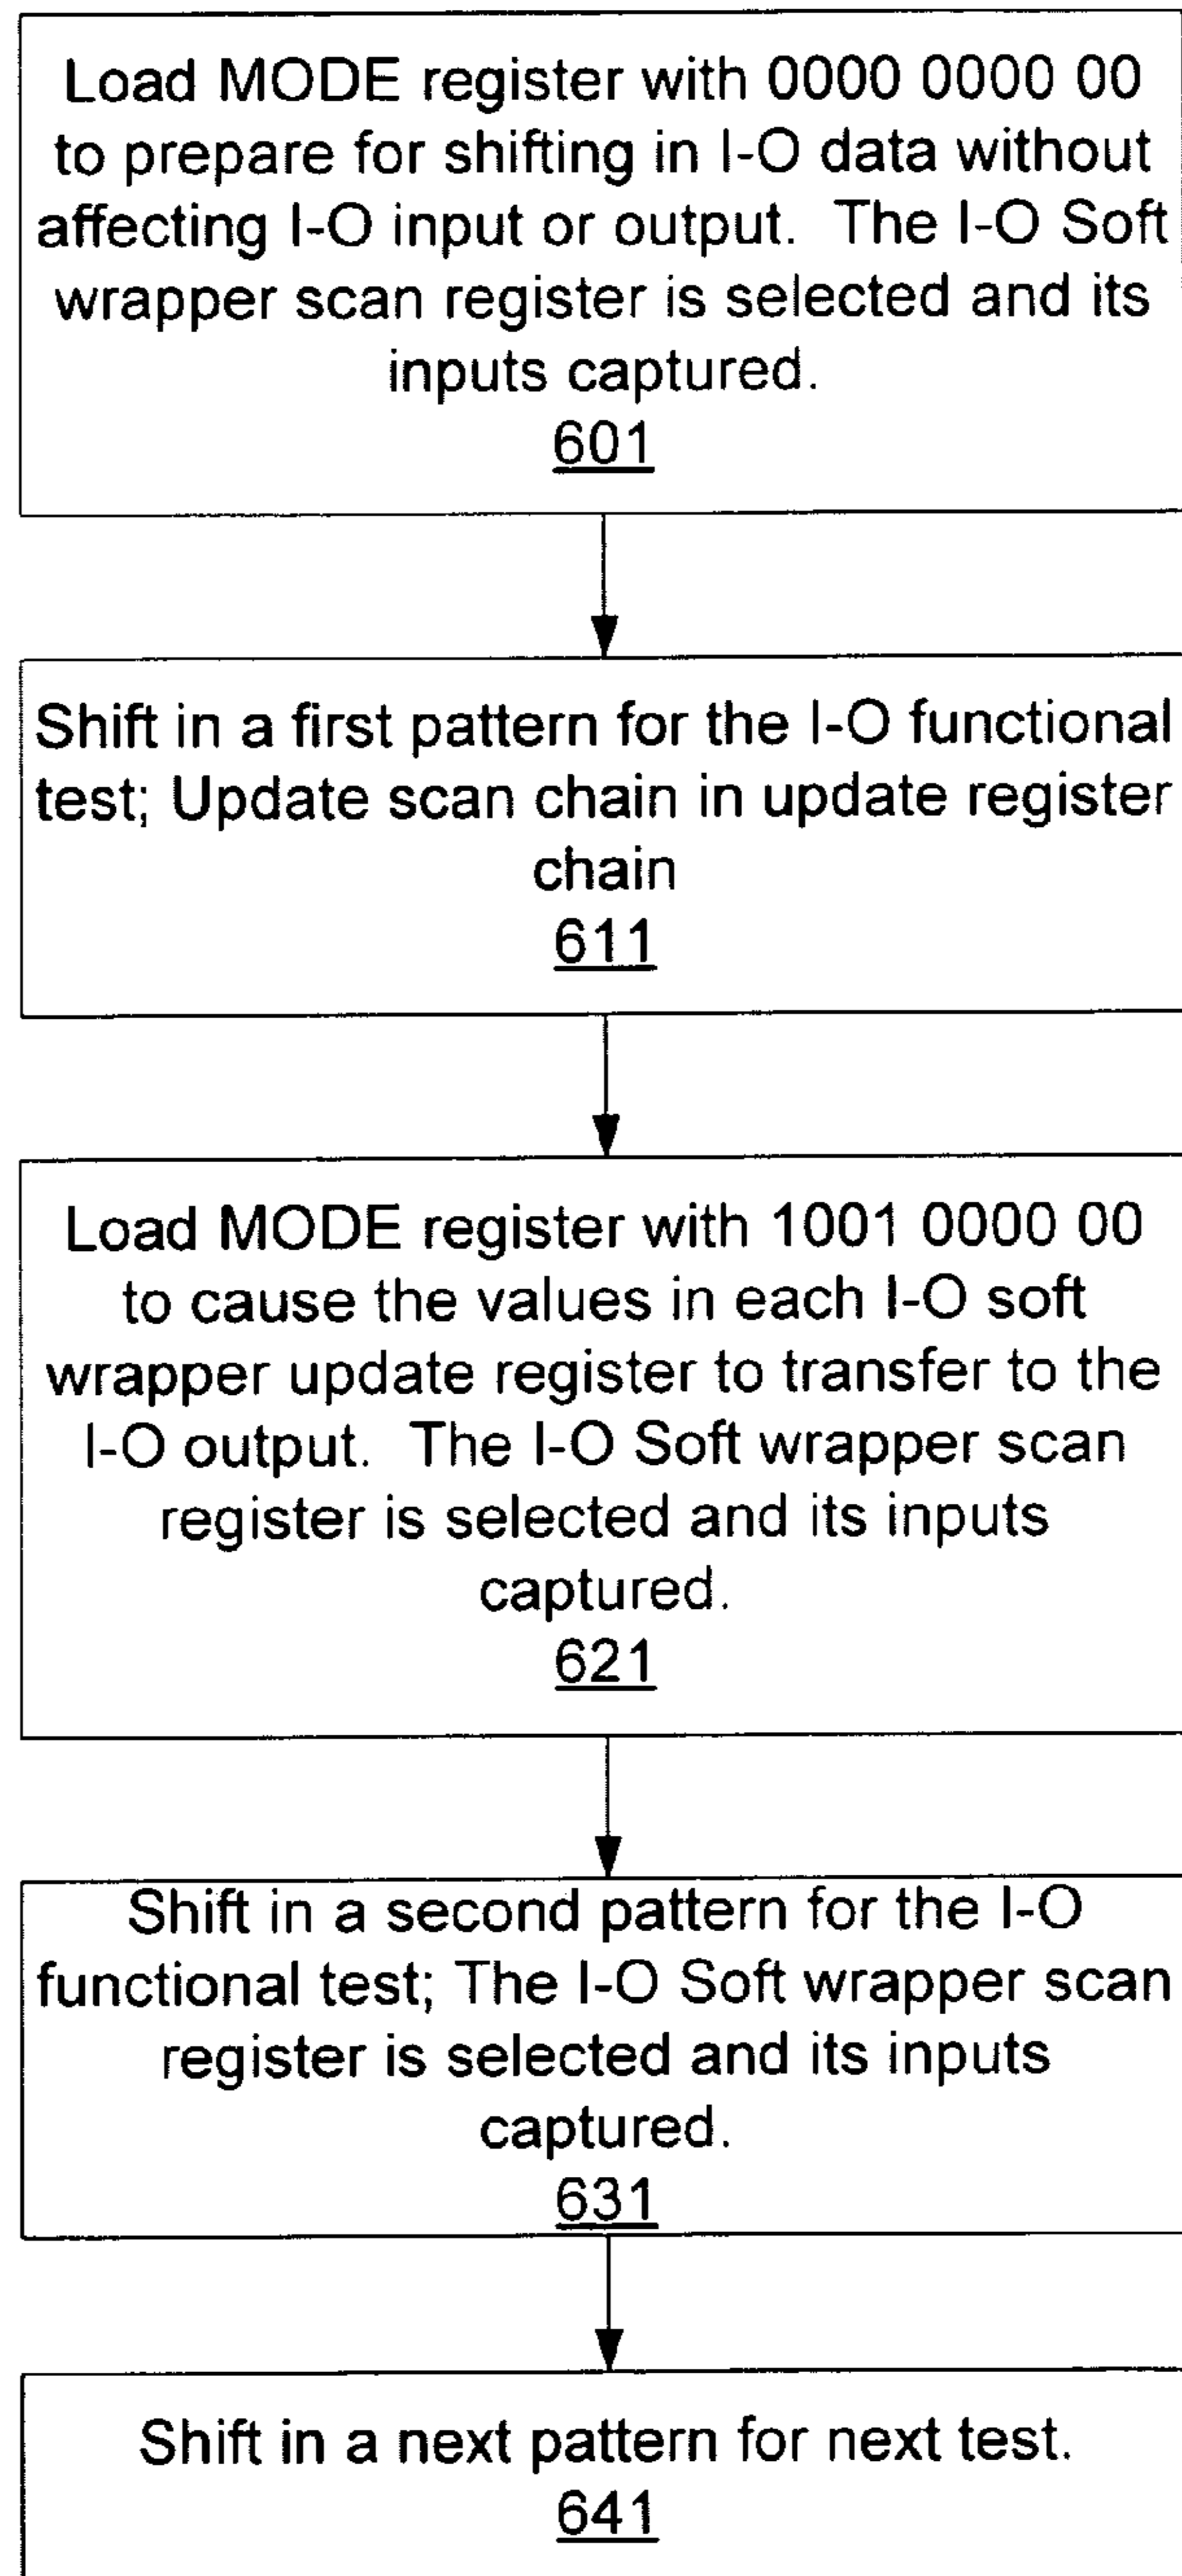 Load MODE register with 0000 0000 00
to prepare for shifting in I-O data without
affecting I-O input or output. The I-O Soft
wrapper scan register is selected and its
inputs captured.
601
Shift in a first pattern for the I-O functional
test; Update scan chain in update register
chain
611
Load MODE register with 1001 0000 00
to cause the values in each I-O soft
wrapper update register to transfer to the
I-O output. The I-O Soft wrapper scan
register is selected and its inputs
captured.
621
Shift in a second pattern for the I-O
functional test; The I-O Soft wrapper scan
register is selected and its inputs
captured.
631
Shift in a next pattern for next test.
641